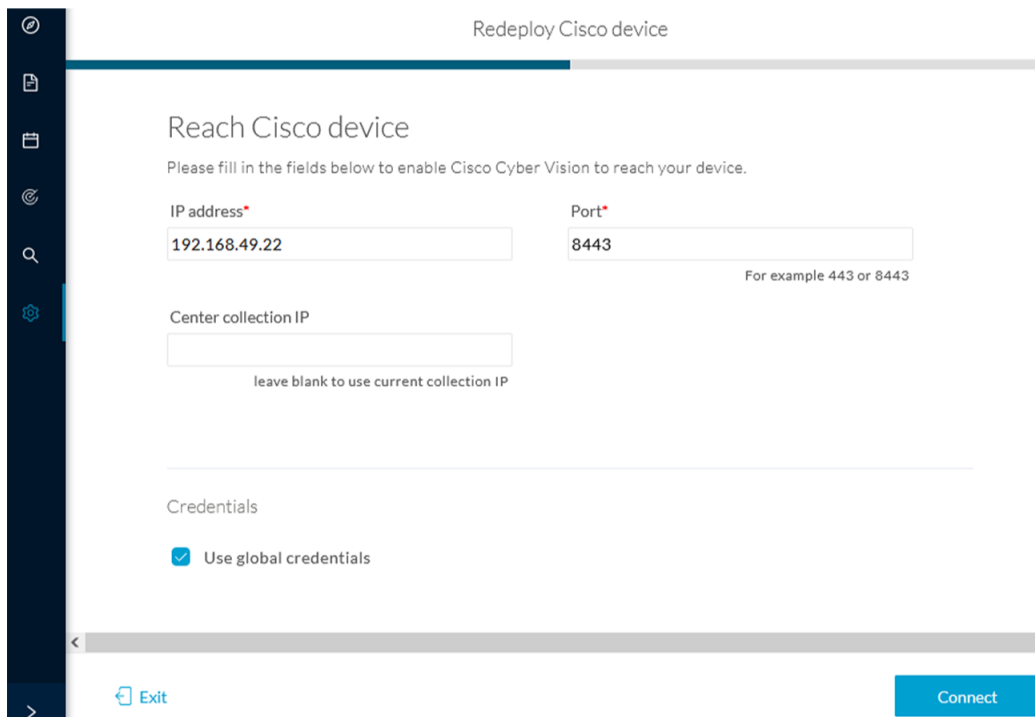 Redeploy Cisco device
Reach Cisco device
Please fill in the fields below to enable Cisco Cyber Vision to reach your device.
IP address* Port*
192.168.49.22 8443
For example 443 or 8443
Center collection IP
leave blank to use current collection IP
Credentials
Use global credentials
Exit Connect